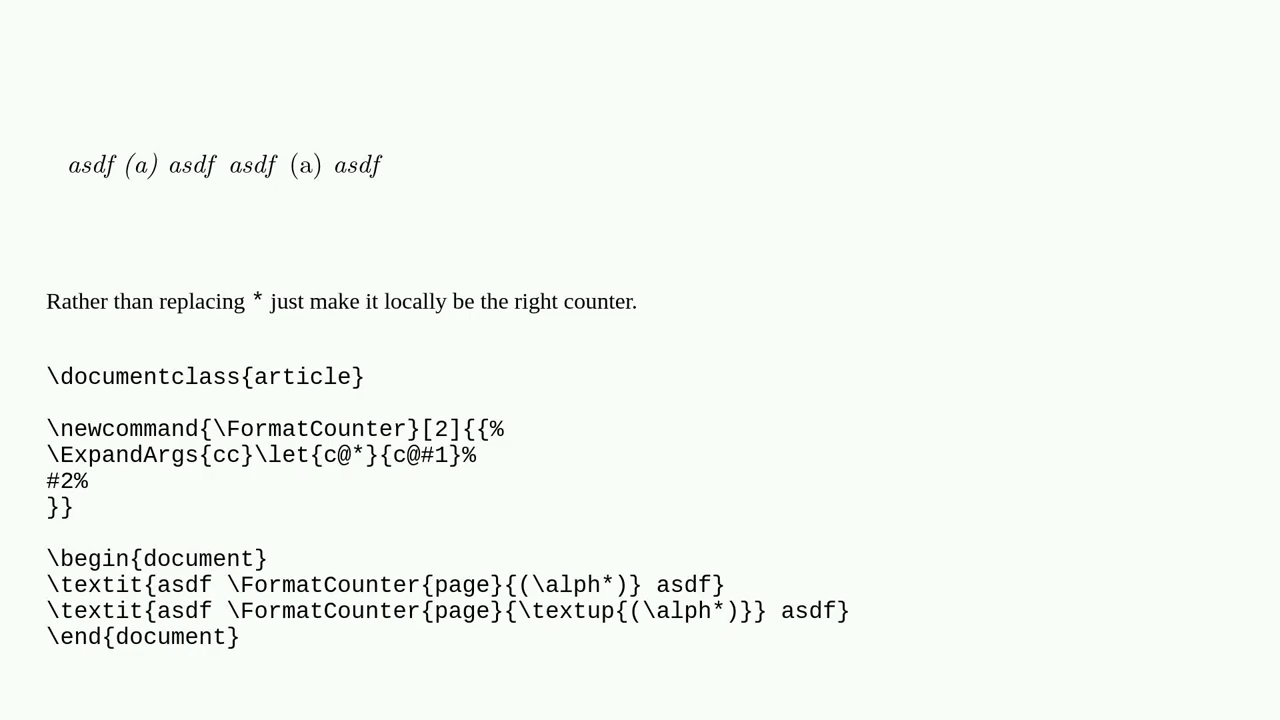 asdf (a) asdf asdf (a) asdf
Rather than replacing * just make it locally be the right counter.
\documentclass{article}
\newcommand{\FormatCounter}[2]{{%
\ExpandArgs{cc}\let{c@*}{c@#1}%
#2%
}}
\begin{document}
\textit{asdf \FormatCounter{page}{(\alph*)} asdf}
\textit{asdf \FormatCounter{page}{\textup{(\alph*)}} asdf}
\end{document}